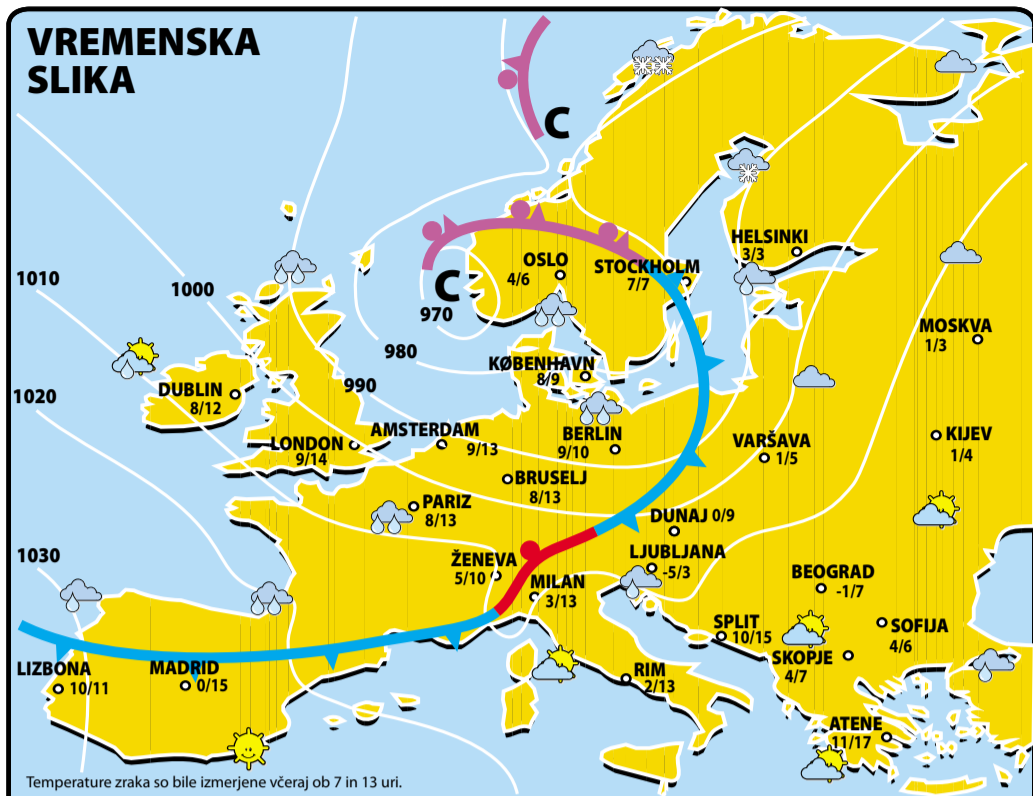 VREMENSKA
SLIKA
C
C
HELSINKI
3/3
OSLO
4/6
STOCKHOLM
7/7
1010
1000
970
MOSKVA
1/3
980
KØBENHAVN
8/9
990
DUBLIN
8/12
1020
AMSTERDAM
9/13
LONDON
9/14
BERLIN
9/10
VARŠAVA
1/5
KIJEV
1/4
BRUSELJ
8/13
PARIZ
8/13
DUNAJ 0/9
1030
ŽENEVA
5/10
LJUBLJANA
-5/3
MILAN
3/13
BEOGRAD
-1/7
SPLIT
10/15
SOFIJA
4/6
SKOPJE
4/7
LIZBONA
10/11
MADRID
0/15
RIM
2/13
ATENE
11/17
Temperature zraka so bile izmerjene včeraj ob 7 in 13 uri.